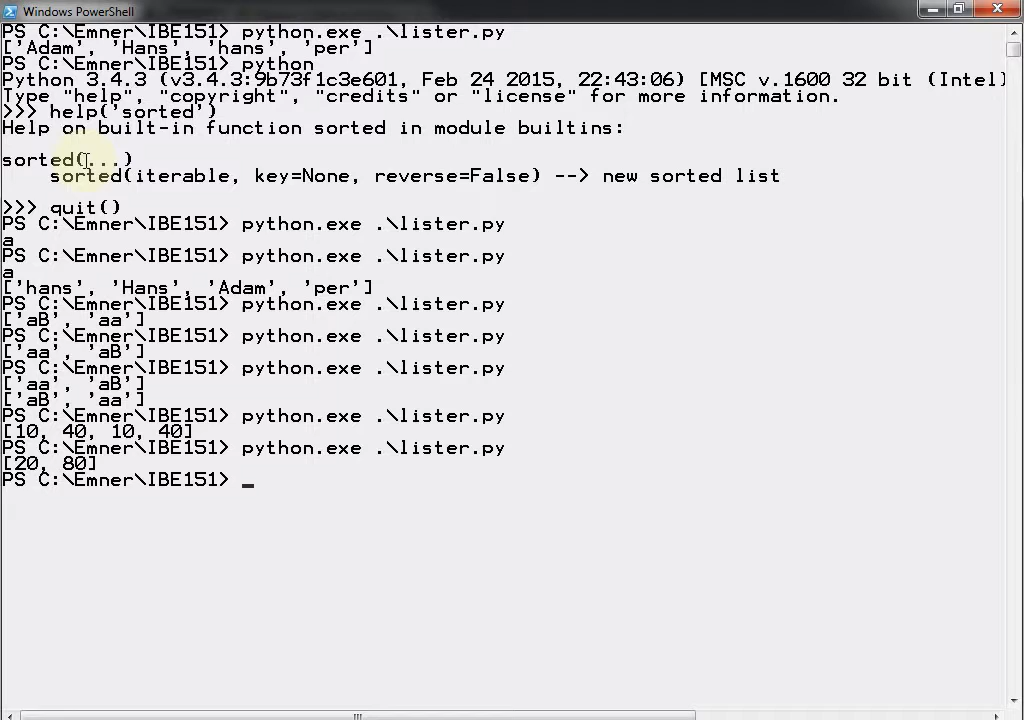 Windows PowerShell
PS C:\Emner\IBE151> python.exe .\lister.py
['Adam', 'Hans', 'hans', 'per']
PS C:\Emner\IBE151> python
Python 3.4.3 (v3.4.3:9b73f1c3e601, Feb 24 2015, 22:43:06) [MSC v.1600 32 bit (Intel)]
Type "help", "copyright", "credits" or "license" for more information.
>>> help('sorted')
Help on built-in function sorted in module builtins:
sorted(...)
sorted(iterable, key=None, reverse=False) --> new sorted list
>>> quit()
PS C:\Emner\IBE151> python.exe .\lister.py
a
PS C:\Emner\IBE151> python.exe .\lister.py
a
['hans', 'Hans', 'Adam', 'per']
PS C:\Emner\IBE151> python.exe .\lister.py
['aB', 'aa']
PS C:\Emner\IBE151> python.exe .\lister.py
['aa', 'aB']
PS C:\Emner\IBE151> python.exe .\lister.py
['aa', 'aB']
['aB', 'aa']
PS C:\Emner\IBE151> python.exe .\lister.py
[10, 40, 10, 40]
PS C:\Emner\IBE151> python.exe .\lister.py
[20, 80]
PS C:\Emner\IBE151> _